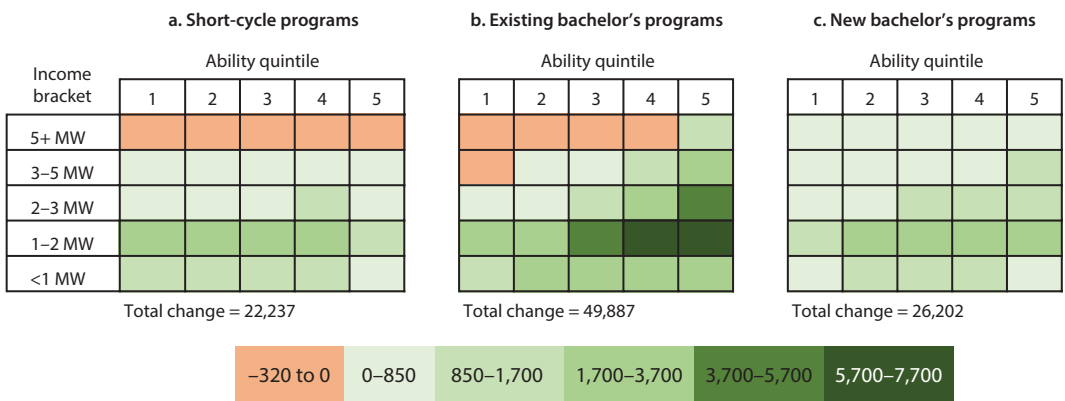 a. Short-cycle programs
b. Existing bachelor’s programs
c. New bachelor’s programs
Income
bracket
Ability quintile
Ability quintile
Ability quintile
1 2 3 4 5
1 2 3 4 5
1 2 3 4 5
5+ MW
3–5 MW
2–3 MW
1–2 MW
<1 MW
Total change = 22,237
Total change = 49,887
Total change = 26,202
–320 to 0 0–850 850–1,700 1,700–3,700 3,700–5,700 5,700–7,700